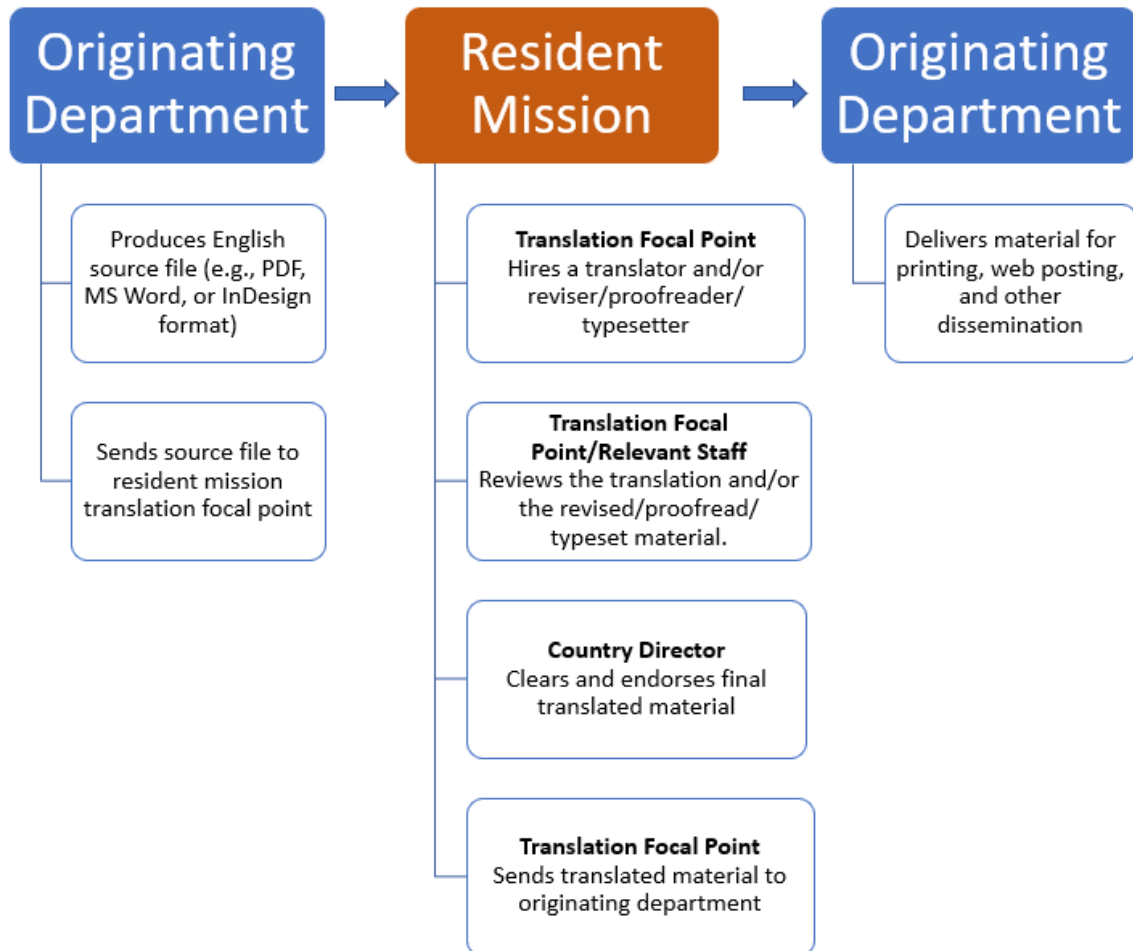 Originating
Department
Resident
Mission
Originating
Department
Produces English
source file (e.g., PDF,
MS Word, or InDesign
format)
Sends source file to
resident mission
translation focal point
Translation Focal Point
Hires a translator and/or
reviser/proofreader/
typesetter
Translation Focal
Point/Relevant Staff
Reviews the translation and/or
the revised/proofread/
typeset material.
Country Director
Clears and endorses final
translated material
Translation Focal Point
Sends translated material to
originating department
Delivers material for
printing, web posting,
and other
dissemination